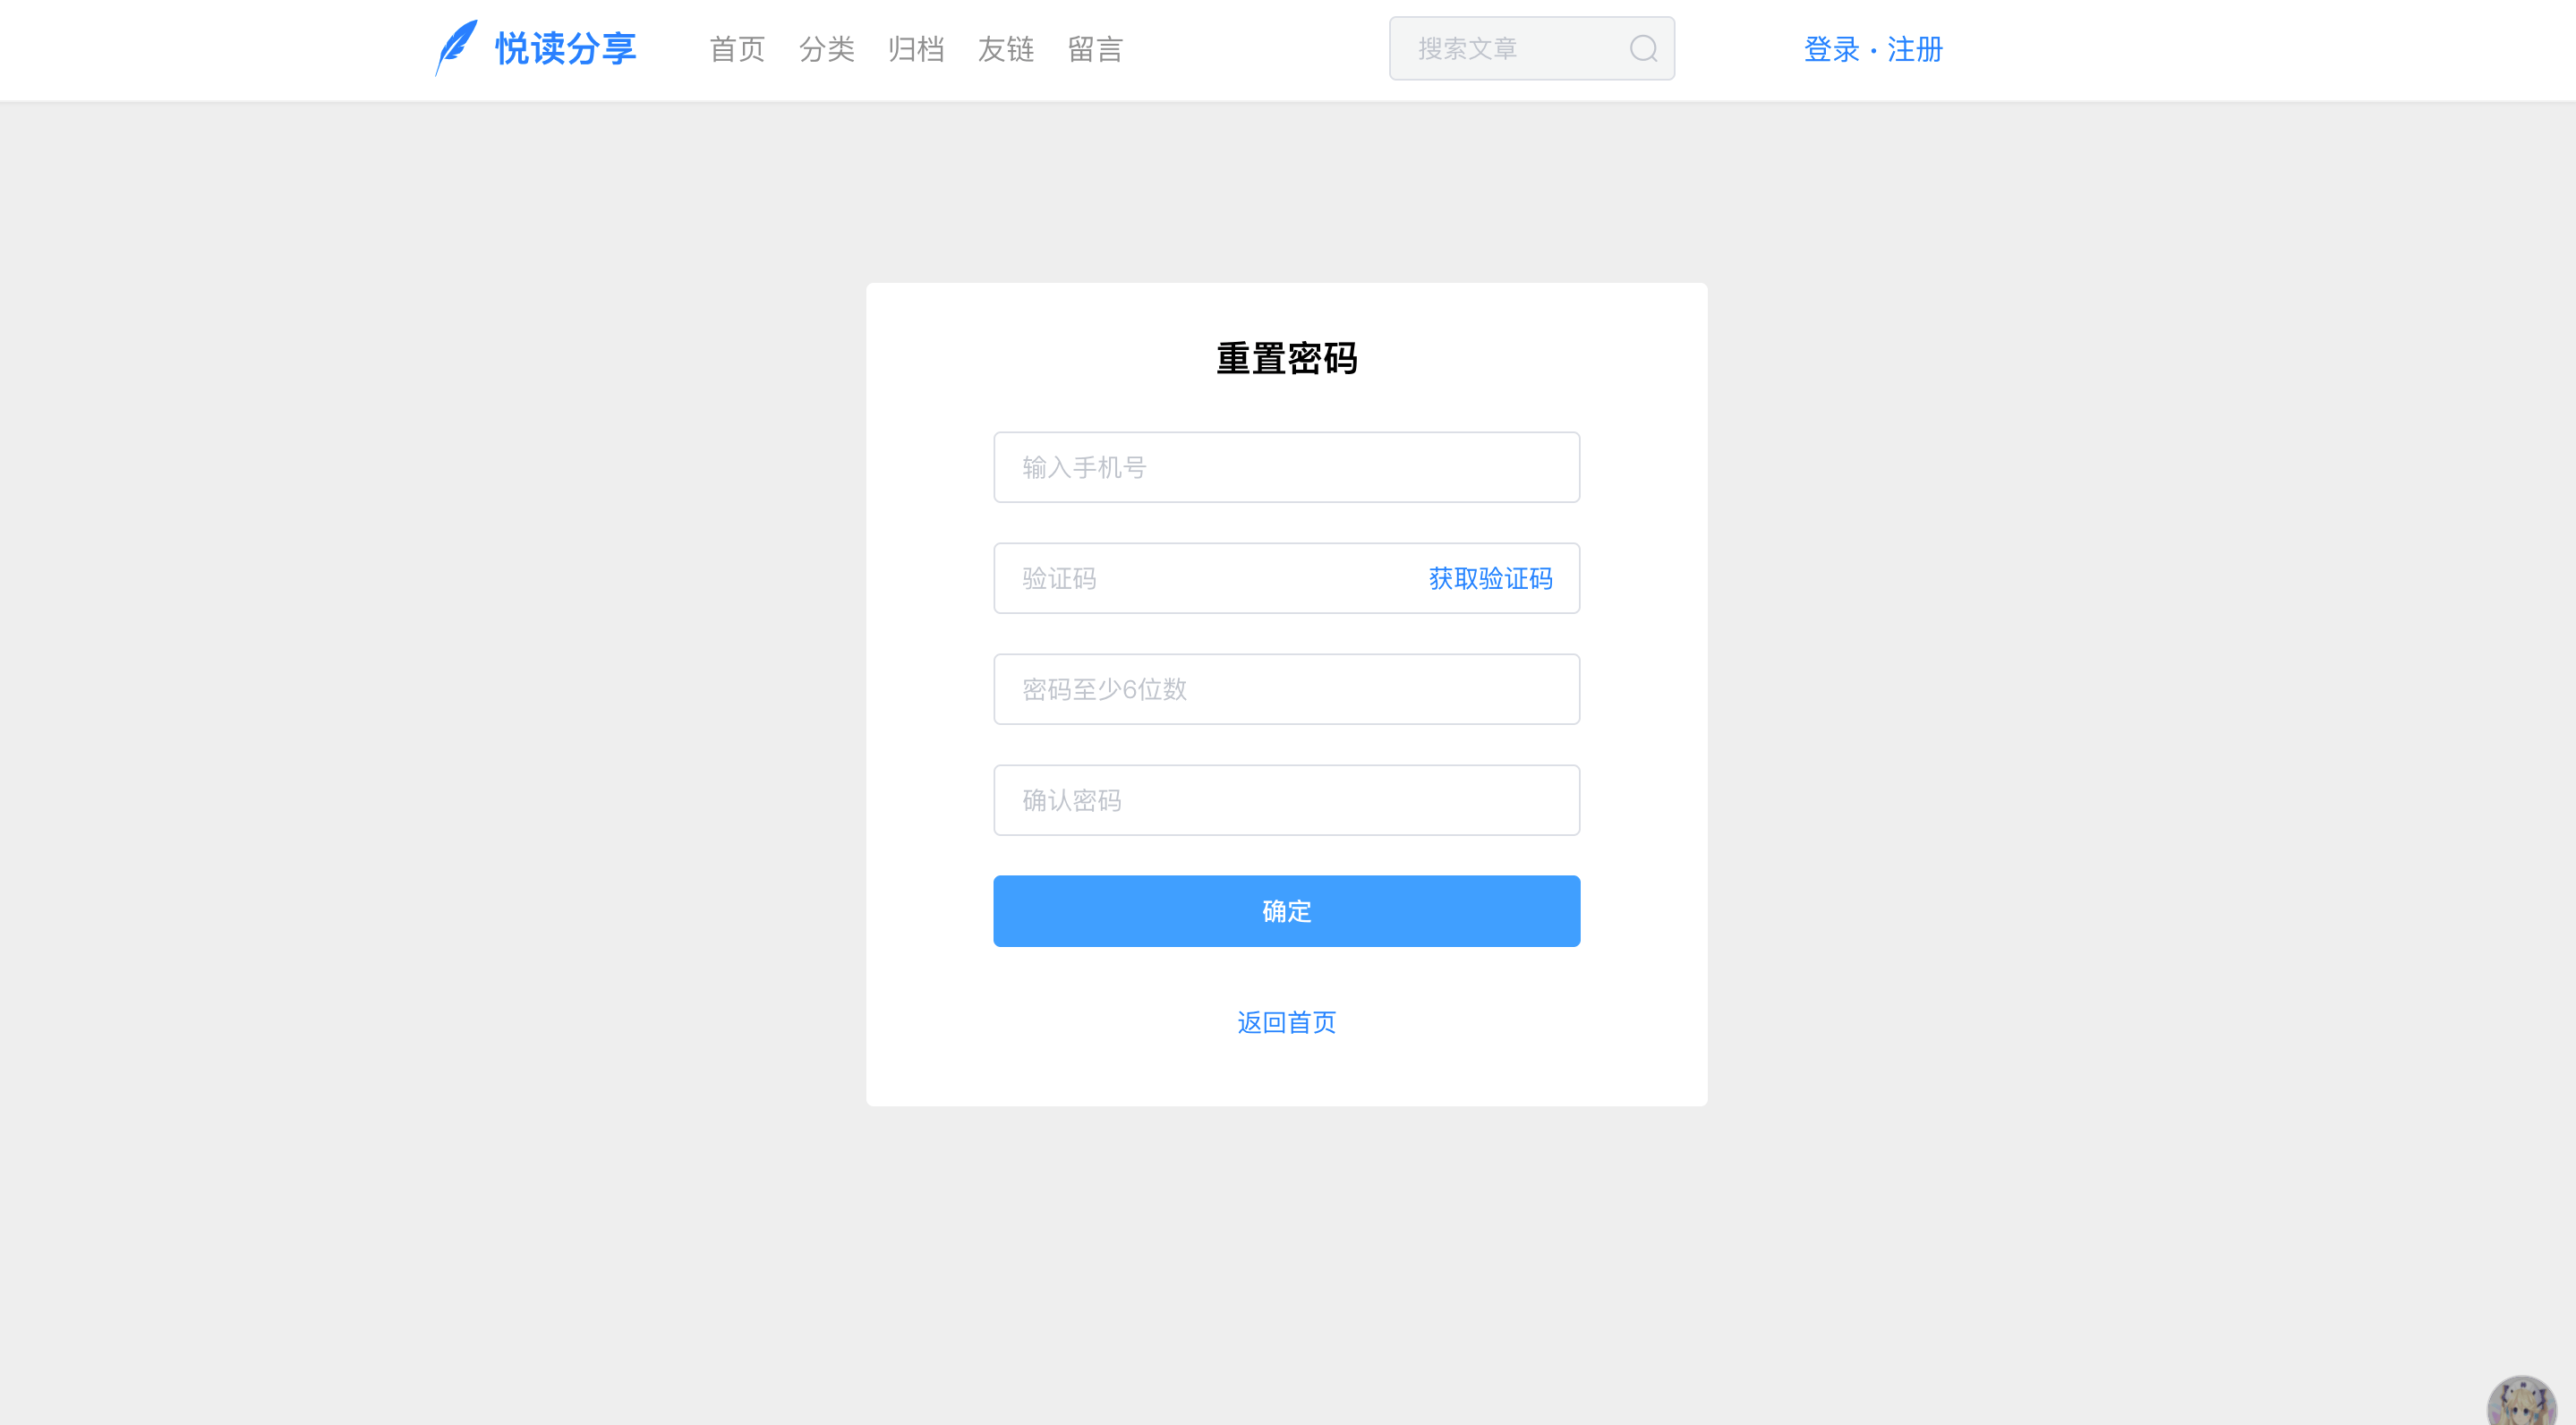 悦读分享 首页 分类 归档 友链 留言 搜索文章 登录·注册
重置密码
输入手机号
验证码 获取验证码
密码至少6位数
确认密码
确定
返回首页